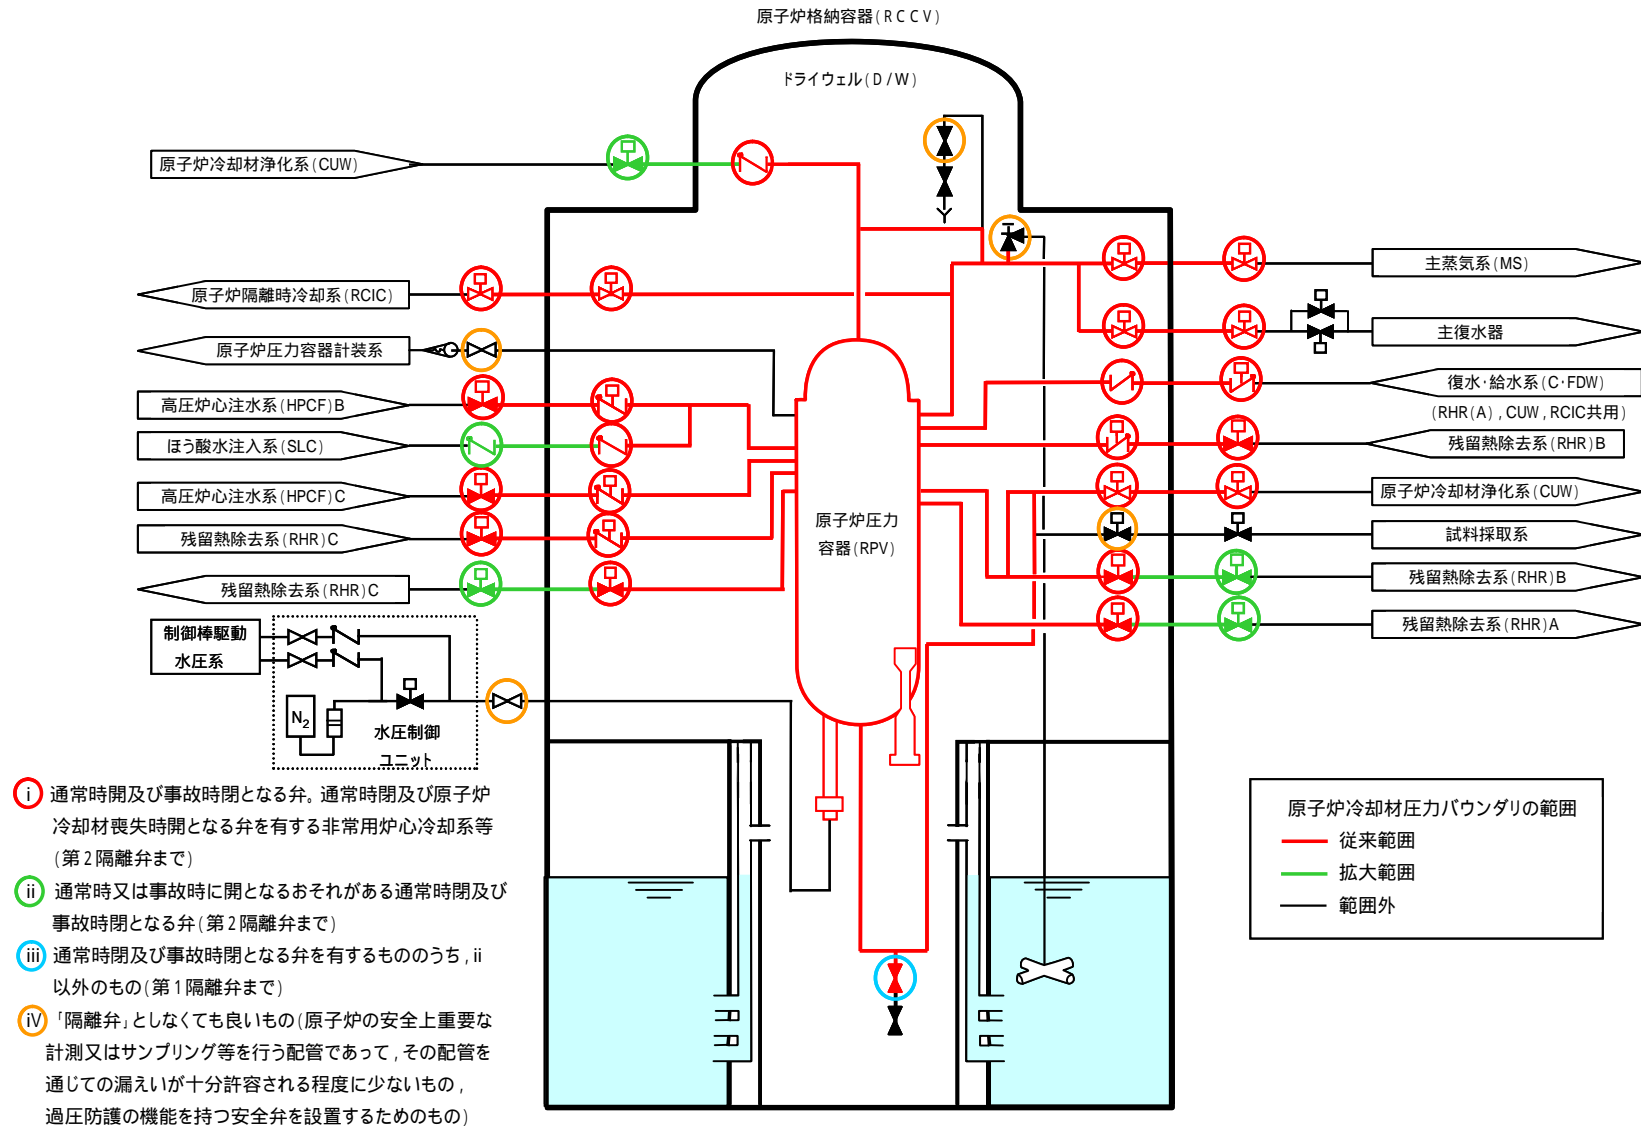 原子炉格納容器(RCCV)
ドライウェル(D/W)
原子炉冷却材浄化系(CUW)
原子炉隔離時冷却系(RCIC)
原子炉圧力容器計装系
高圧炉心注水系(HPCF)B
ほう酸水注入系(SLC)
高圧炉心注水系(HPCF)C
残留熱除去系(RHR)C
残留熱除去系(RHR)C
制御棒駆動
水圧系
N2
水圧制御
ユニット
原子炉圧力
容器(RPV)
主蒸気系(MS)
主復水器
復水・給水系(C・FDW)
(RHR(A),CUW,RCIC共用)
残留熱除去系(RHR)B
原子炉冷却材浄化系(CUW)
試料採取系
残留熱除去系(RHR)B
残留熱除去系(RHR)A
i 通常時開及び事故時閉となる弁。通常時閉及び原子炉
冷却材喪失時開となる弁を有する非常用炉心冷却系等
(第2隔離弁まで)
ii 通常時又は事故時に開となるおそれがある通常時閉及び
事故時閉となる弁(第2隔離弁まで)
iii 通常時閉及び事故時閉となる弁を有するもののうち,ii
以外のもの(第1隔離弁まで)
iV 「隔離弁」としなくても良いもの(原子炉の安全上重要な
計測又はサンプリング等を行う配管であって,その配管を
通じての漏えいが十分許容される程度に少ないもの,
過圧防護の機能を持つ安全弁を設置するためのもの)
原子炉冷却材圧力バウンダリの範囲
従来範囲
拡大範囲
範囲外